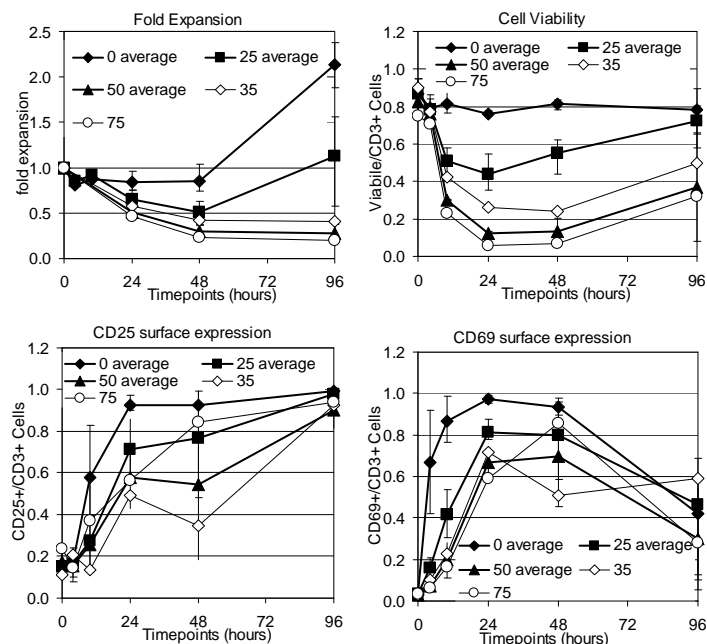 Fold Expansion
2.5
2.0
1.5
1.0
0.5
0.0
fold expansion
0 average
25 average
50 average
35
75
0 24 48 72 96
Timepoints (hours)
Cell Viability
1.2
1.0
0.8
0.6
0.4
0.2
0.0
Viabile/CD3+ Cells
0 average
25 average
50 average
35
75
0 24 48 72 96
Timepoints (hours)
CD25 surface expression
1.2
1.0
0.8
0.6
0.4
0.2
0.0
CD25+/CD3+ Cells
0 average
25 average
50 average
35
75
0 24 48 72 96
Timepoints (hours)
CD69 surface expression
1.2
1.0
0.8
0.6
0.4
0.2
0.0
CD69+/CD3+ Cells
0 average
25 average
50 average
35
75
0 24 48 72 96
Timepoints (hours)